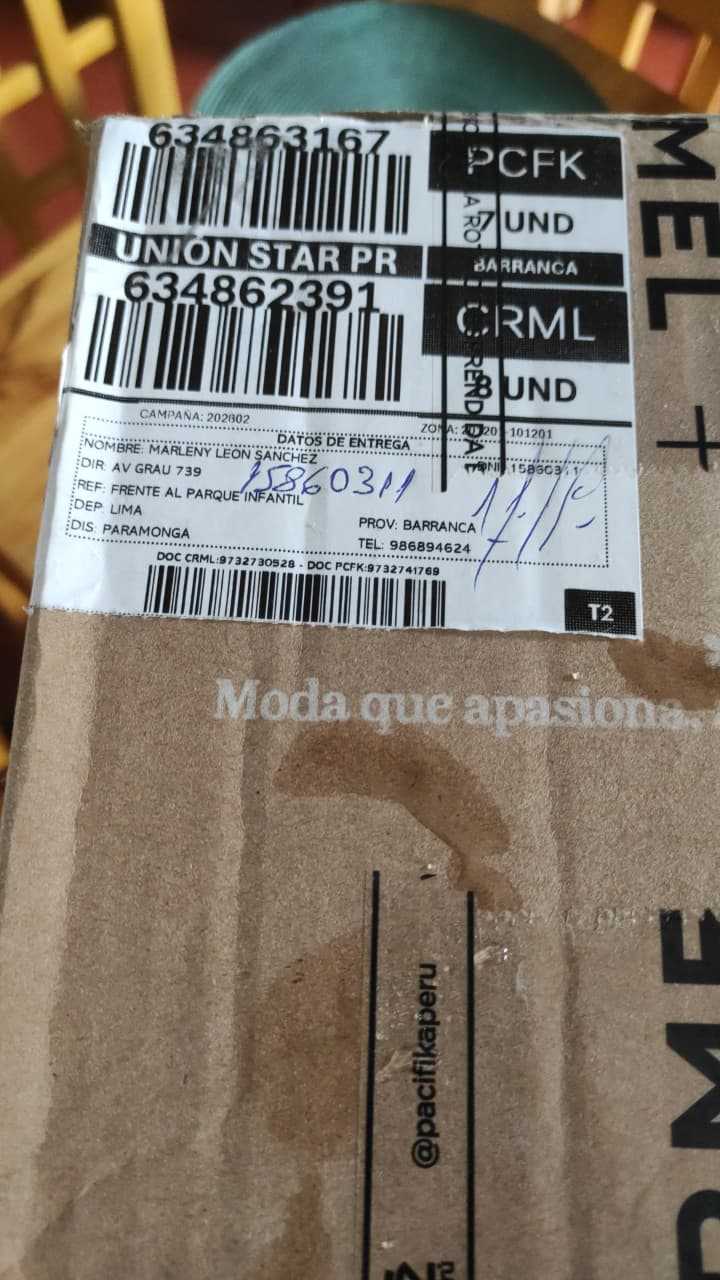 634863167
PCFK
7 UND
UNIÓN STAR PR
BARRANCA
634862391
CRML
8 UND
CAMPAÑA: 202602
ZONA: 101201
DATOS DE ENTREGA
NOMBRE: MARLENY LEON SANCHEZ
DNI: 15860311
DIR: AV GRAU 739
15860311
REF: FRENTE AL PARQUE INFANTIL
DEP: LIMA
PROV: BARRANCA
DIS: PARAMONGA
TEL: 986894624
DOC CRML:9732730528 - DOC PCFK:9732741769
T2
MEL +
Moda que apasiona.
@pacifikaperu